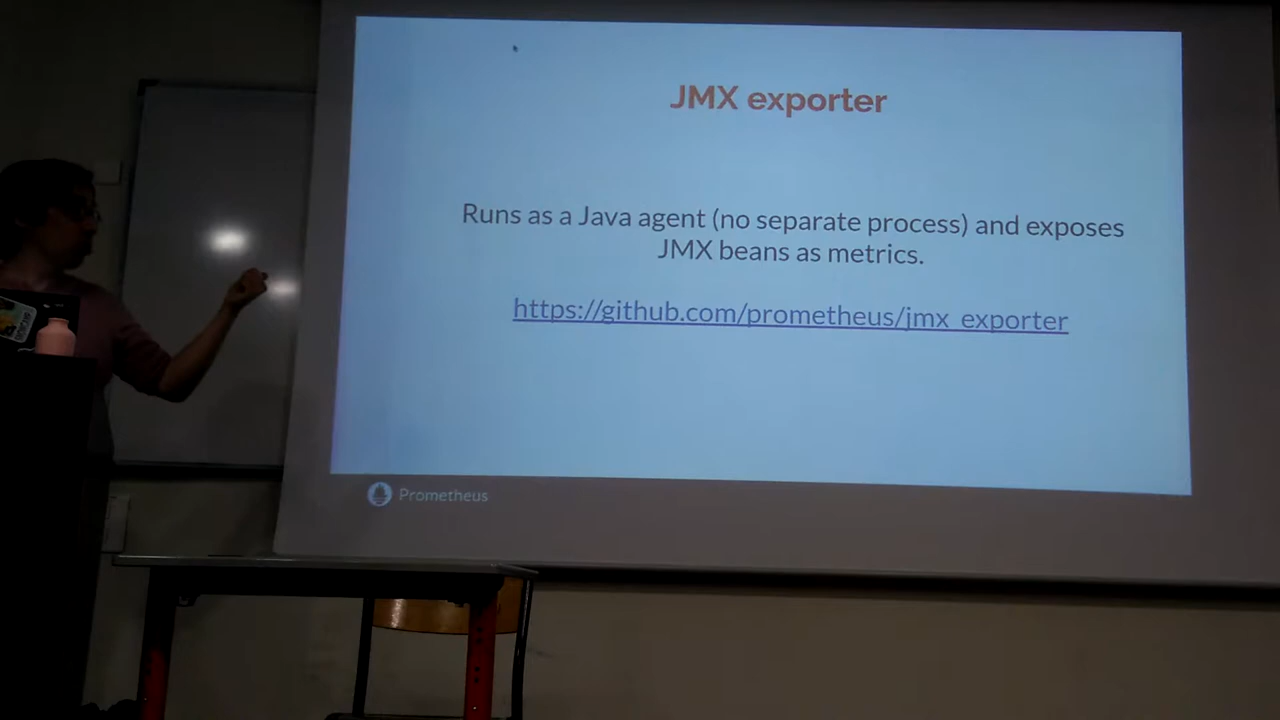 JMX exporter
Runs as a Java agent (no separate process) and exposes
JMX beans as metrics.
https://github.com/prometheus/jmx_exporter
Prometheus